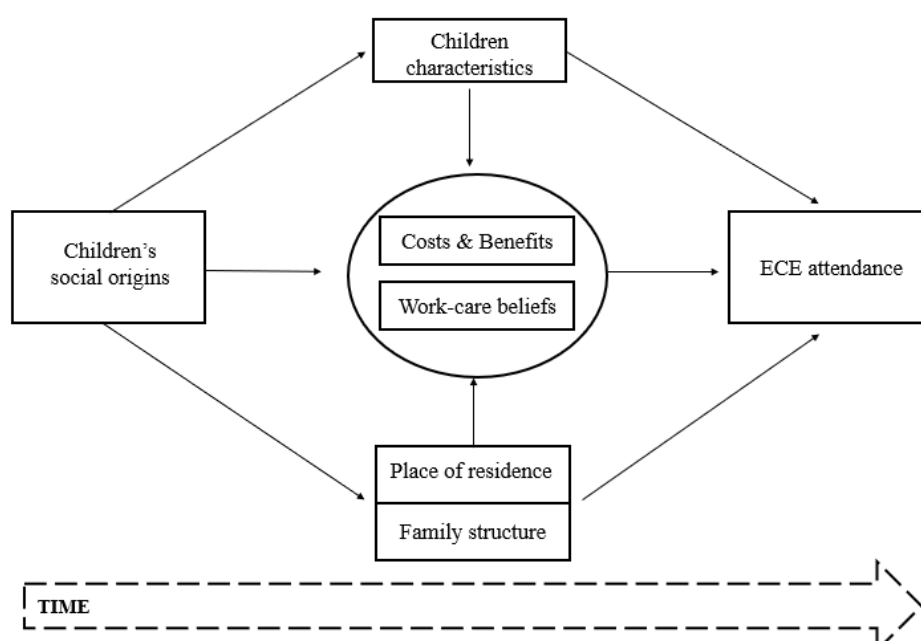 Children
characteristics
Children’s
social origins
Costs & Benefits
Work-care beliefs
ECE attendance
Place of residence
Family structure
TIME